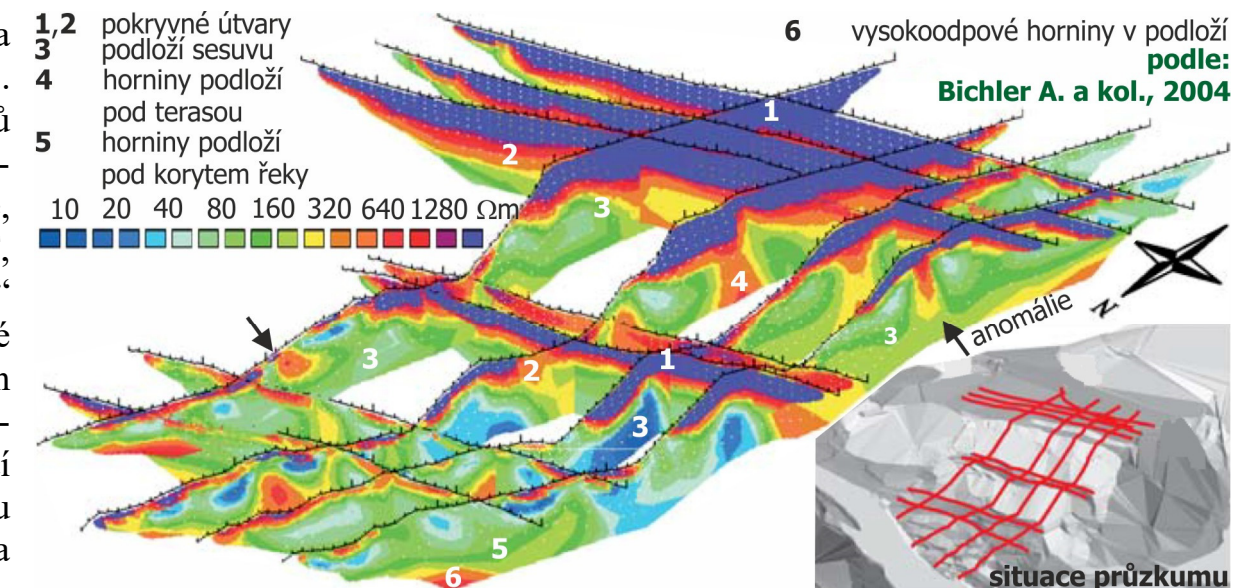 a
.
ů
-
,
,
“
é
m
-
í
u
a
1,2 pokryvné útvary
3 podloží sesuvu
4 horniny podloží
pod terasou
5 horniny podloží
pod korytem řeky
10 20 40 80 160 320 640 1280 Ωm
6 vysokoodpové horniny v podloží
podle:
Bichler A. a kol., 2004
1
2
3
4
3
anomálie
N
3
1
2
3
5
6
situace průzkumu